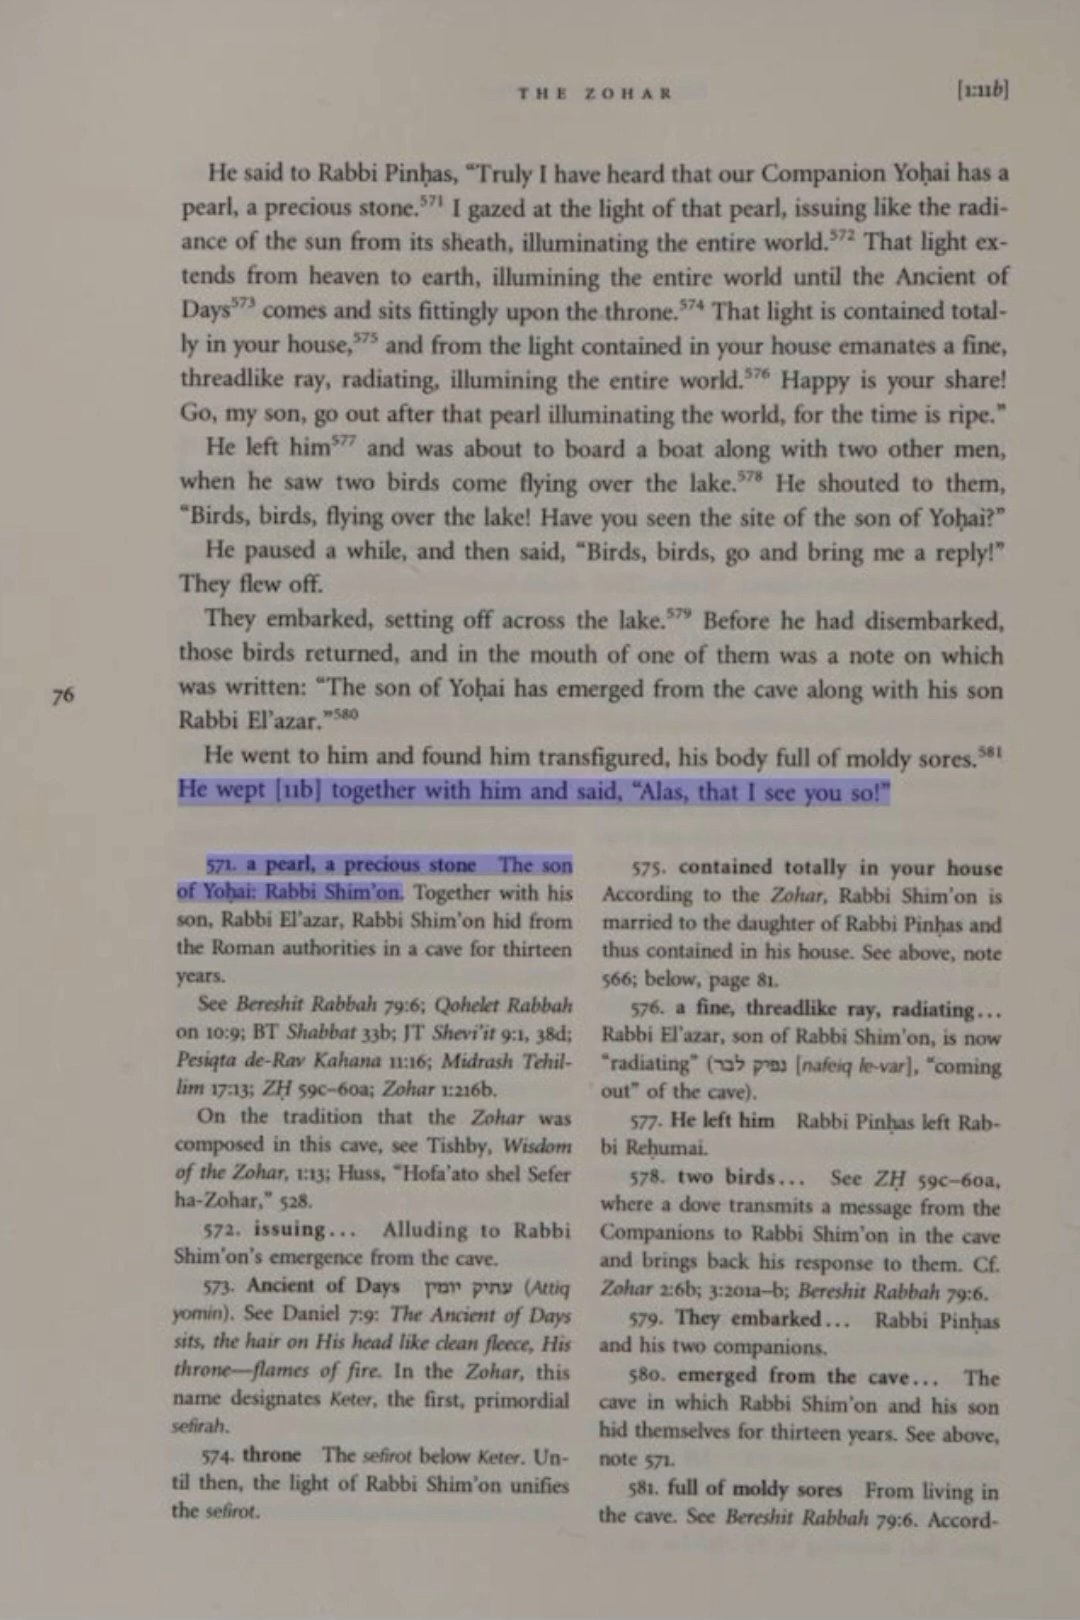 THE ZOHAR
[1:11b]
He said to Rabbi Pinḥas, “Truly I have heard that our Companion Yoḥai has a
pearl, a precious stone.⁵⁷¹ I gazed at the light of that pearl, issuing like the radi-
ance of the sun from its sheath, illuminating the entire world.⁵⁷² That light ex-
tends from heaven to earth, illumining the entire world until the Ancient of
Days⁵⁷³ comes and sits fittingly upon the throne.⁵⁷⁴ That light is contained total-
ly in your house,⁵⁷⁵ and from the light contained in your house emanates a fine,
threadlike ray, radiating, illumining the entire world.⁵⁷⁶ Happy is your share!
Go, my son, go out after that pearl illuminating the world, for the time is ripe.”
He left him⁵⁷⁷ and was about to board a boat along with two other men,
when he saw two birds come flying over the lake.⁵⁷⁸ He shouted to them,
“Birds, birds, flying over the lake! Have you seen the site of the son of Yoḥai?”
He paused a while, and then said, “Birds, birds, go and bring me a reply!”
They flew off.
They embarked, setting off across the lake.⁵⁷⁹ Before he had disembarked,
those birds returned, and in the mouth of one of them was a note on which
was written: “The son of Yoḥai has emerged from the cave along with his son
Rabbi El’azar.”⁵⁸⁰
76
He went to him and found him transfigured, his body full of moldy sores.⁵⁸¹
He wept [11b] together with him and said, “Alas, that I see you so!”
571. a pearl, a precious stone The son
of Yoḥai: Rabbi Shim’on. Together with his
son, Rabbi El’azar, Rabbi Shim’on hid from
the Roman authorities in a cave for thirteen
years.
See Bereshit Rabbah 79:6; Qohelet Rabbah
on 10:9; BT Shabbat 33b; JT Shevi’it 9:1, 38d;
Pesiqta de-Rav Kahana 11:16; Midrash Tehil-
lim 17:13; ZḤ 59c–60a; Zohar 1:216b.
On the tradition that the Zohar was
composed in this cave, see Tishby, Wisdom
of the Zohar, 1:13; Huss, “Hofa’ato shel Sefer
ha-Zohar,” 528.
572. issuing... Alluding to Rabbi
Shim’on’s emergence from the cave.
573. Ancient of Days עתיק יומין (Attiq
yomin). See Daniel 7:9: The Ancient of Days
sits, the hair on His head like clean fleece, His
throne—flames of fire. In the Zohar, this
name designates Keter, the first, primordial
sefirah.
574. throne The sefirot below Keter. Un-
til then, the light of Rabbi Shim’on unifies
the sefirot.
575. contained totally in your house
According to the Zohar, Rabbi Shim’on is
married to the daughter of Rabbi Pinḥas and
thus contained in his house. See above, note
566; below, page 81.
576. a fine, threadlike ray, radiating...
Rabbi El’azar, son of Rabbi Shim’on, is now
“radiating” (נפיק לבר [nafeiq le-var], “coming
out” of the cave).
577. He left him Rabbi Pinḥas left Rab-
bi Reḥumai.
578. two birds... See ZḤ 59c–60a,
where a dove transmits a message from the
Companions to Rabbi Shim’on in the cave
and brings back his response to them. Cf.
Zohar 2:6b; 3:201a–b; Bereshit Rabbah 79:6.
579. They embarked... Rabbi Pinḥas
and his two companions.
580. emerged from the cave... The
cave in which Rabbi Shim’on and his son
hid themselves for thirteen years. See above,
note 571.
581. full of moldy sores From living in
the cave. See Bereshit Rabbah 79:6. Accord-